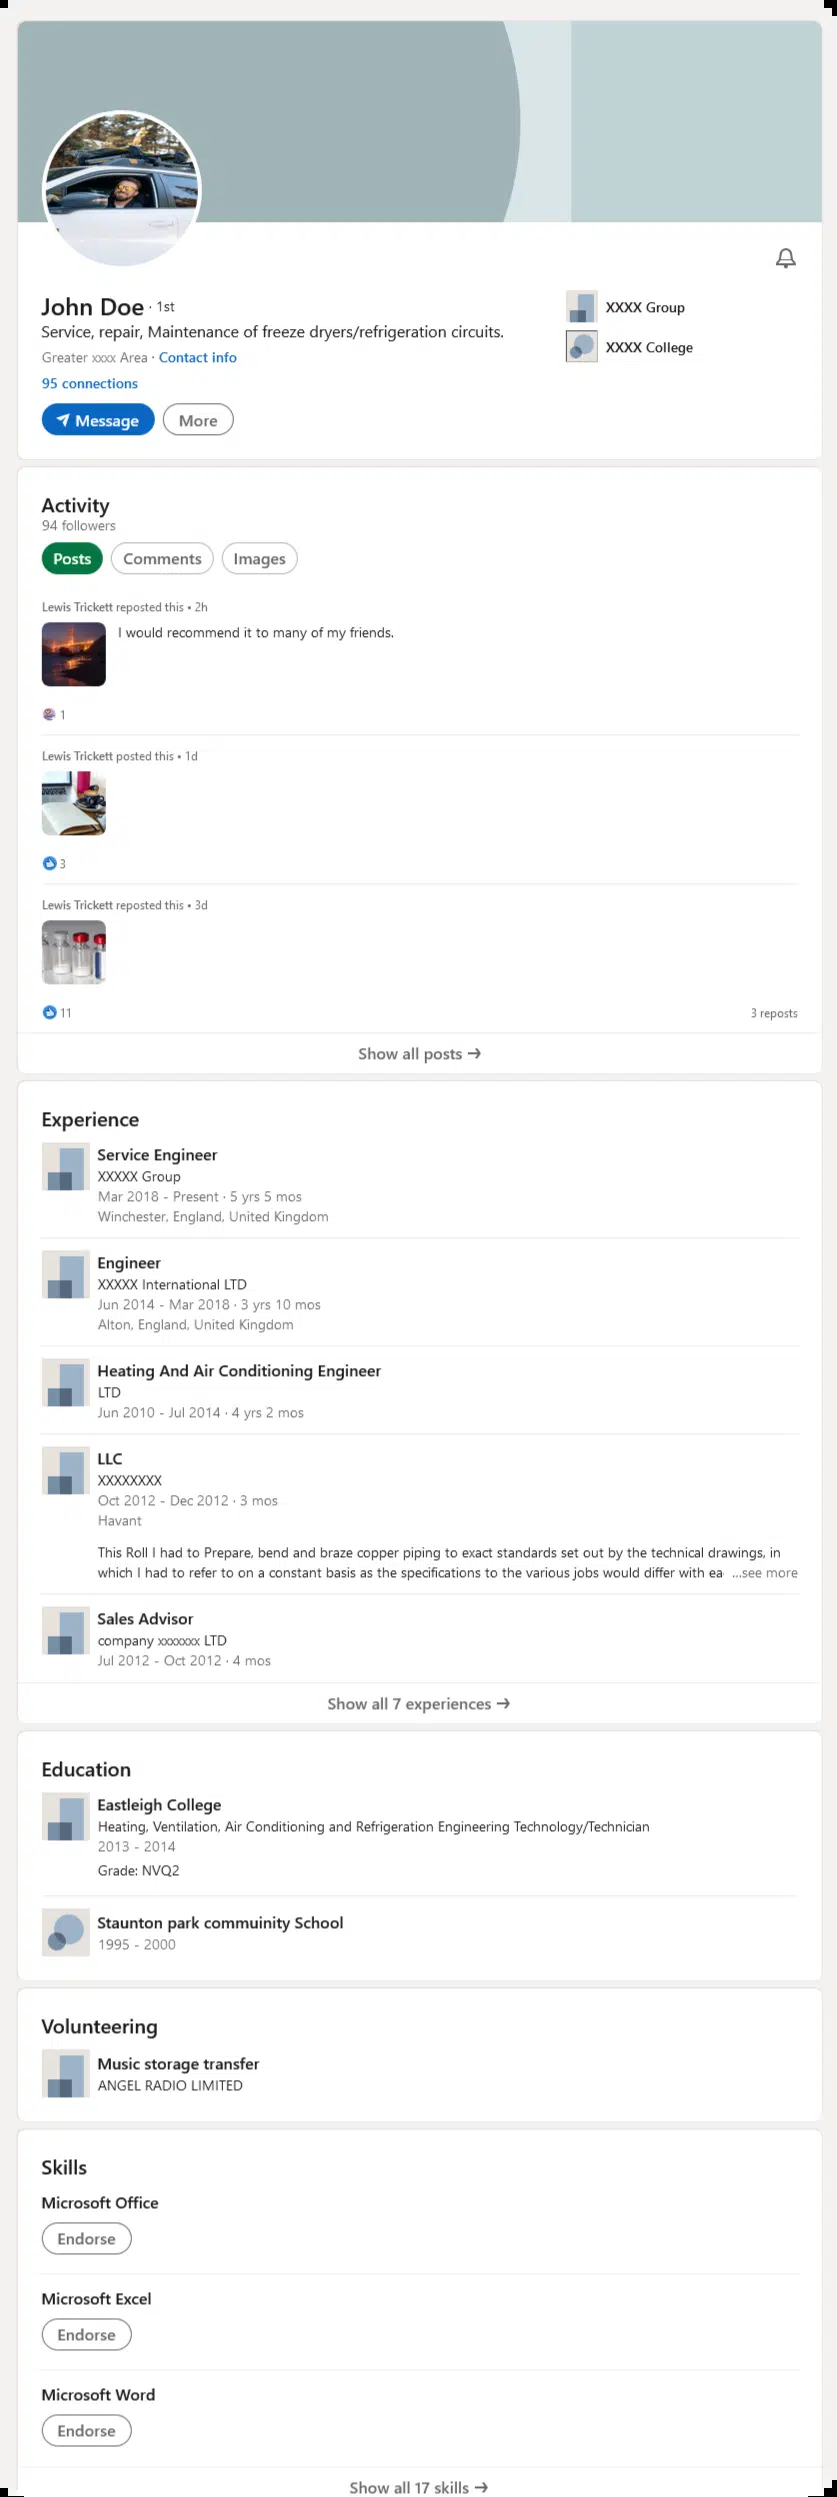 John Doe · 1st
Service, repair, Maintenance of freeze dryers/refrigeration circuits.
Greater xxxx Area · Contact info
95 connections
Message
More
XXXX Group
XXXX College
Activity
94 followers
Posts
Comments
Images
Lewis Trickett reposted this • 2h
I would recommend it to many of my friends.
1
Lewis Trickett posted this • 1d
3
Lewis Trickett reposted this • 3d
11
3 reposts
Show all posts →
Experience
Service Engineer
XXXXX Group
Mar 2018 - Present · 5 yrs 5 mos
Winchester, England, United Kingdom
Engineer
XXXXX International LTD
Jun 2014 - Mar 2018 · 3 yrs 10 mos
Alton, England, United Kingdom
Heating And Air Conditioning Engineer
LTD
Jun 2010 - Jul 2014 · 4 yrs 2 mos
LLC
XXXXXXXX
Oct 2012 - Dec 2012 · 3 mos
Havant
This Roll I had to Prepare, bend and braze copper piping to exact standards set out by the technical drawings, in
which I had to refer to on a constant basis as the specifications to the various jobs would differ with ea ...see more
Sales Advisor
company xxxxxxx LTD
Jul 2012 - Oct 2012 · 4 mos
Show all 7 experiences →
Education
Eastleigh College
Heating, Ventilation, Air Conditioning and Refrigeration Engineering Technology/Technician
2013 - 2014
Grade: NVQ2
Staunton park commuinity School
1995 - 2000
Volunteering
Music storage transfer
ANGEL RADIO LIMITED
Skills
Microsoft Office
Endorse
Microsoft Excel
Endorse
Microsoft Word
Endorse
Show all 17 skills →